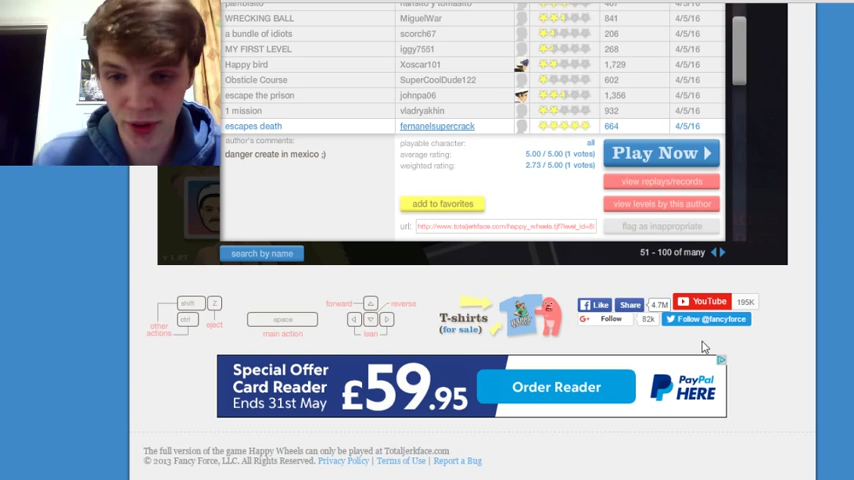 WRECKING BALL MiguelWar 841 4/5/16
a bundle of idiots scorch67 206 4/5/16
MY FIRST LEVEL iggy7551 268 4/5/16
Happy bird Xoscar101 1,729 4/5/16
Obsticle Course SuperCoolDude122 602 4/5/16
escape the prison johnpa06 1,356 4/5/16
1 mission vladryakhin 932 4/5/16
escapes death fernanelsupercrack 664 4/5/16
author's comments:
danger create in mexico ;)
playable character: all
average rating: 5.00 / 5.00 (1 votes)
weighted rating: 2.73 / 5.00 (1 votes)
Play Now
view replays/records
add to favorites
view levels by this author
url: http://www.totaljerkface.com/happy_wheels.tjf?level_id=
flag as inappropriate
search by name
51 - 100 of many
shift Z
ctrl
other actions
eject
space
main action
forward
reverse
lean
T-shirts
(for sale)
Like Share 4.7M
YouTube 195K
G+ Follow 82k
Follow @fancyforce
Special Offer
Card Reader
Ends 31st May
£59.95
Order Reader
PayPal
HERE
The full version of the game Happy Wheels can only be played at Totaljerkface.com
© 2013 Fancy Force, LLC. All Rights Reserved. Privacy Policy | Terms of Use | Report a Bug